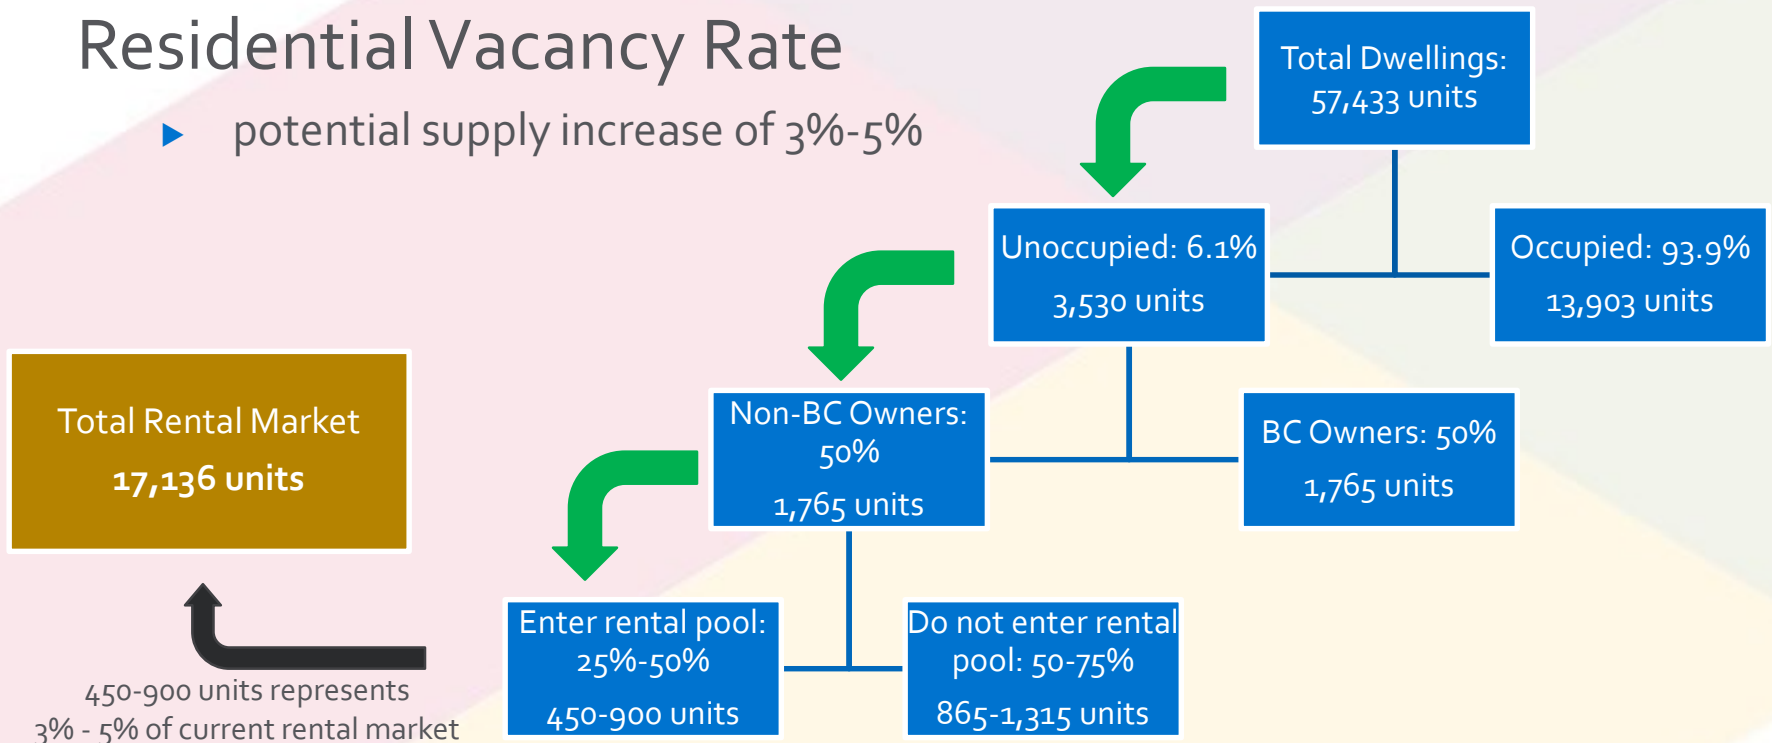 Residential Vacancy Rate
potential supply increase of 3%-5%
Total Dwellings:
57,433 units
Unoccupied: 6.1%
3,530 units
Occupied: 93.9%
13,903 units
Non-BC Owners:
50%
1,765 units
BC Owners: 50%
1,765 units
Total Rental Market
17,136 units
Enter rental pool:
25%-50%
450-900 units
Do not enter rental
pool: 50-75%
865-1,315 units
450-900 units represents
3% - 5% of current rental market